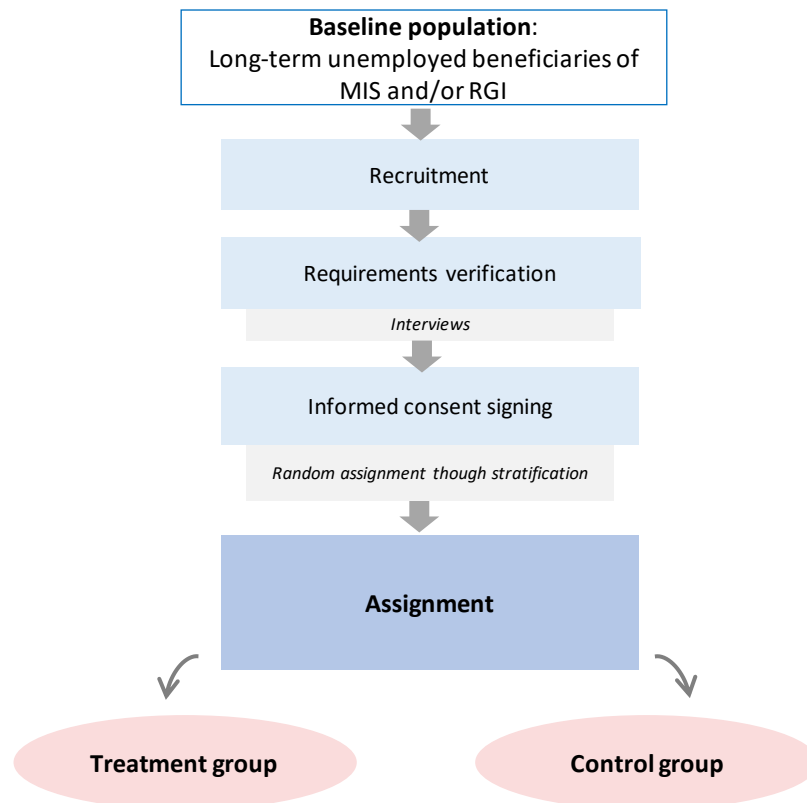 Baseline population:
Long-term unemployed beneficiaries of
MIS and/or RGI
Recruitment
Requirements verification
Interviews
Informed consent signing
Random assignment though stratification
Assignment
Treatment group
Control group